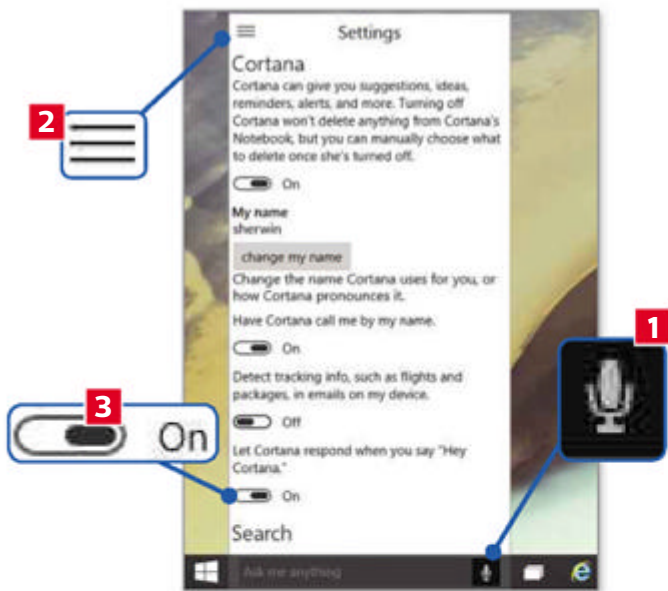 Settings
Cortana
Cortana can give you suggestions, ideas,
reminders, alerts, and more. Turning off
Cortana won't delete anything from Cortana's
Notebook, but you can manually choose what
to delete once she's turned off.
2
On
My name
sherwin
change my name
Change the name Cortana uses for you, or
how Cortana pronounces it.
Have Cortana call me by my name.
1
On
Detect tracking info, such as flights and
packages, in emails on my device.
3
On
Off
Let Cortana respond when you say "Hey
Cortana."
On
Search
Ask me anything